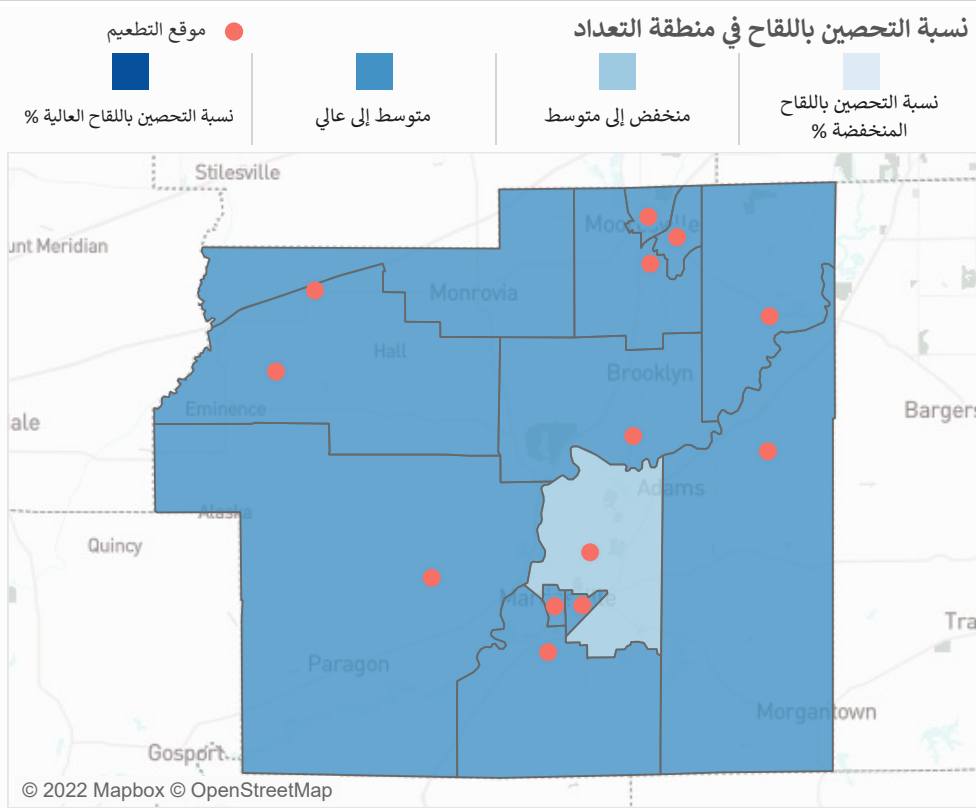 نسبة التحصين باللقاح في منطقة التعداد
موقع التطعيم
نسبة التحصين باللقاح
المنخفضة %
منخفض إلى متوسط
متوسط إلى عالي
نسبة التحصين باللقاح العالية %
Stilesville
unt Meridian
Mooresville
Monrovia
Hall
Brooklyn
Eminence
ale
Bargers
Adams
Alaska
Quincy
Martinsville
Tra
Paragon
Morgantown
Gosport...
© 2022 Mapbox © OpenStreetMap